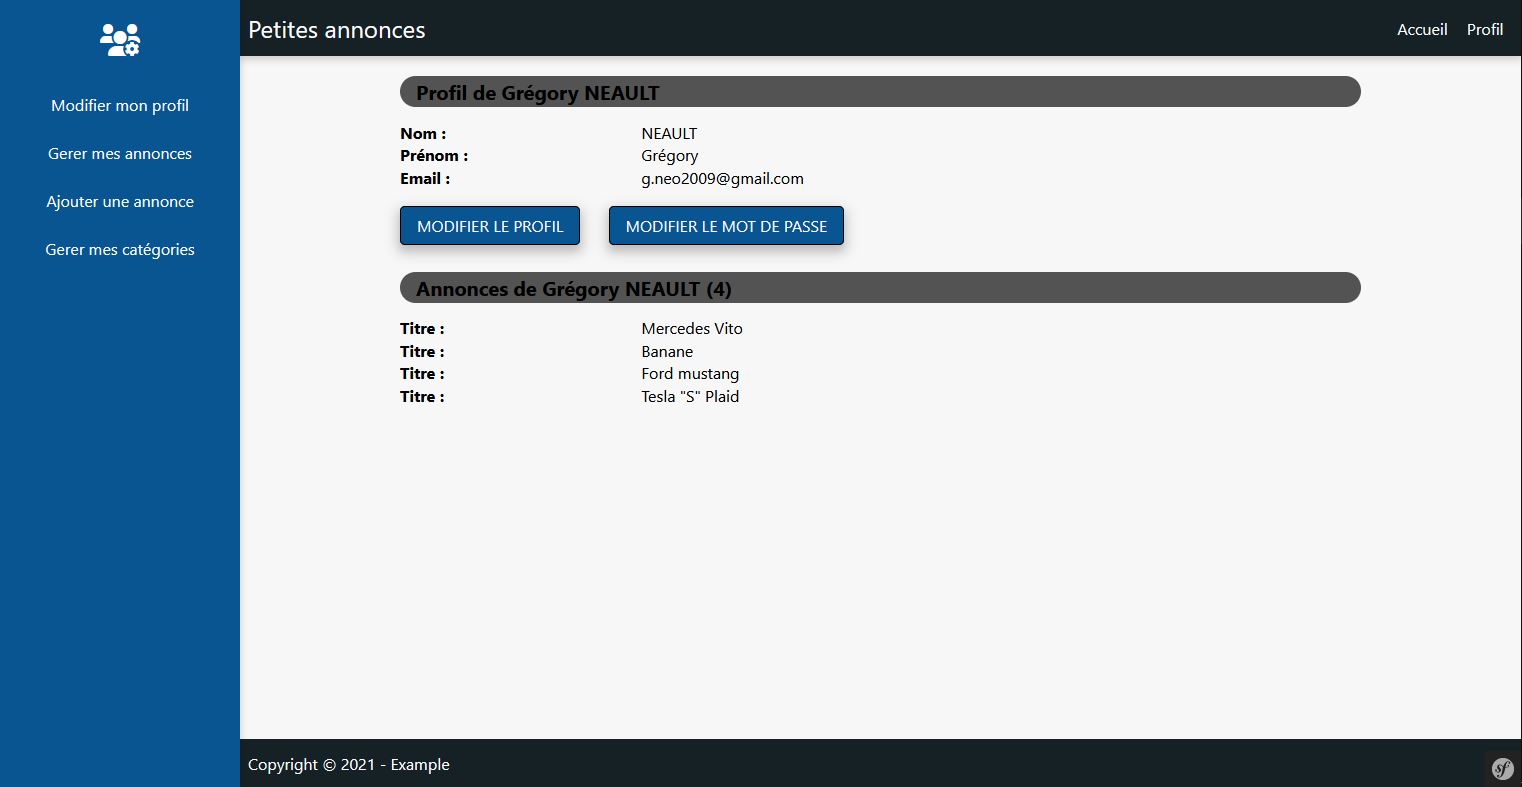 Petites annonces
Accueil Profil
Modifier mon profil
Gerer mes annonces
Ajouter une annonce
Gerer mes catégories
Profil de Grégory NEAULT
Nom : NEAULT
Prénom : Grégory
Email : g.neo2009@gmail.com
MODIFIER LE PROFIL MODIFIER LE MOT DE PASSE
Annonces de Grégory NEAULT (4)
Titre : Mercedes Vito
Titre : Banane
Titre : Ford mustang
Titre : Tesla "S" Plaid
Copyright © 2021 - Example
sf